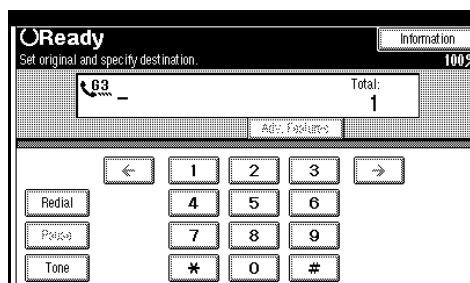 Ready
Information
Set original and specify destination.
100%
63 _
Total:
1
Adv. Features
← 1 2 3 →
Redial 4 5 6
Pause 7 8 9
Tone * 0 #